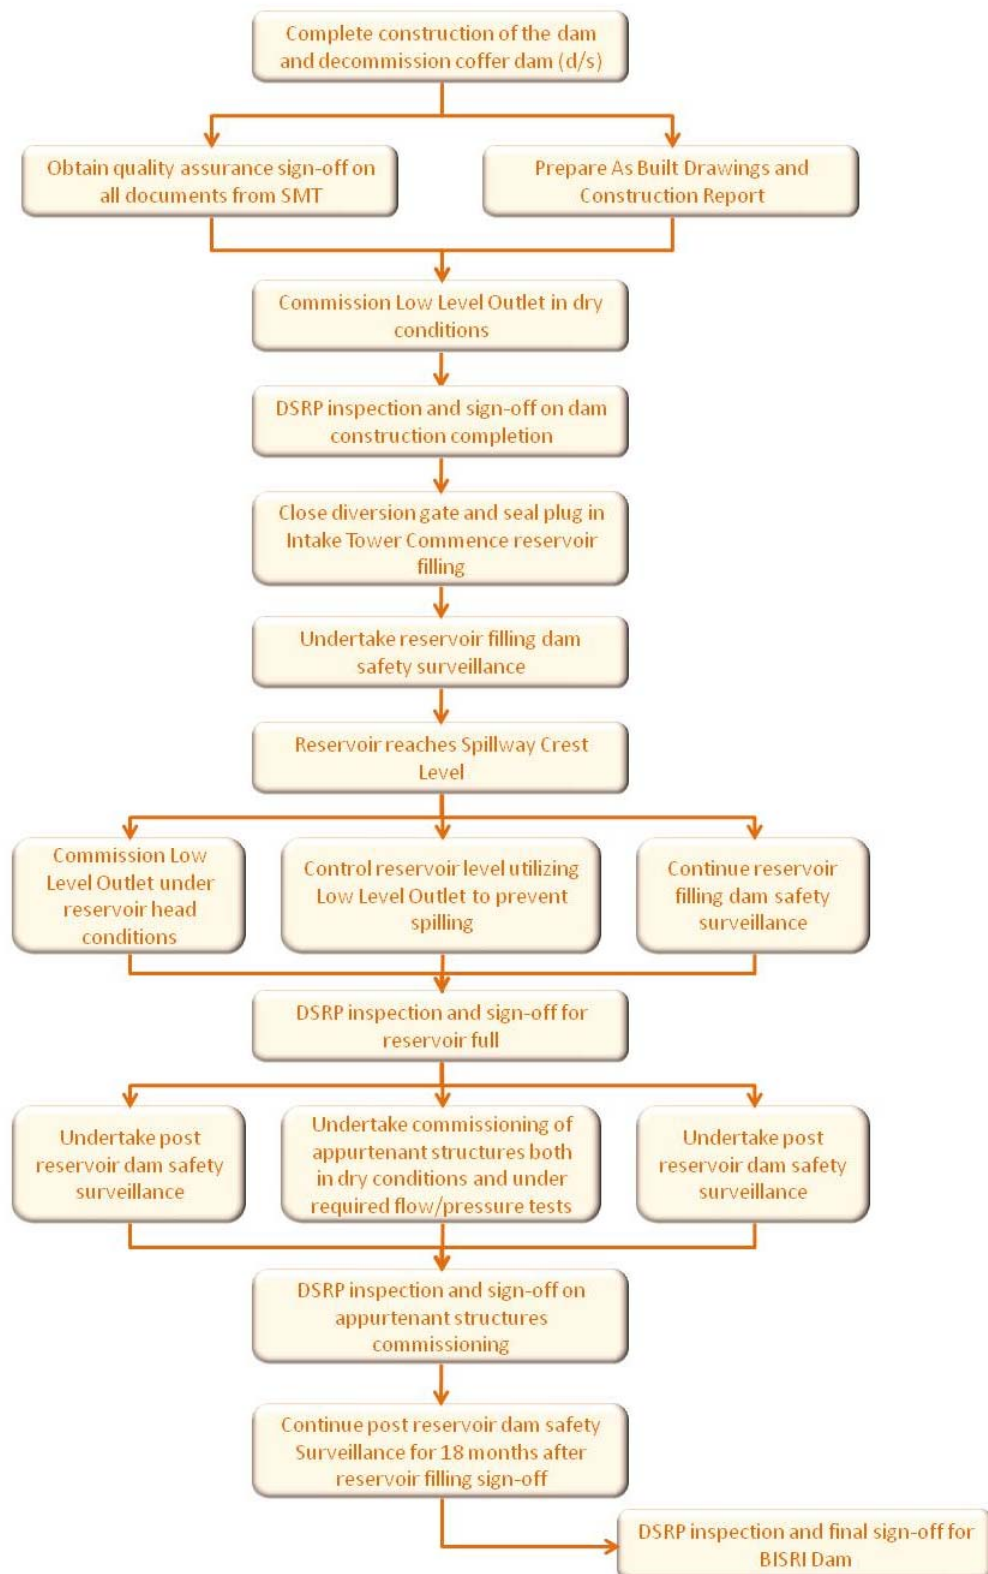 Complete construction of the dam
and decommission coffer dam (d/s)
Obtain quality assurance sign-off on
all documents from SMT
Prepare As Built Drawings and
Construction Report
Commission Low Level Outlet in dry
conditions
DSRP inspection and sign-off on dam
construction completion
Close diversion gate and seal plug in
Intake Tower Commence reservoir
filling
Undertake reservoir filling dam
safety surveillance
Reservoir reaches Spillway Crest
Level
Commission Low
Level Outlet under
reservoir head
conditions
Control reservoir level utilizing
Low Level Outlet to prevent
spilling
Continue reservoir
filling dam safety
surveillance
DSRP inspection and sign-off for
reservoir full
Undertake post
reservoir dam safety
surveillance
Undertake commissioning of
appurtenant structures both
in dry conditions and under
required flow/pressure tests
Undertake post
reservoir dam safety
surveillance
DSRP inspection and sign-off on
appurtenant structures
commissioning
Continue post reservoir dam safety
Surveillance for 18 months after
reservoir filling sign-off
DSRP inspection and final sign-off for
BISRI Dam